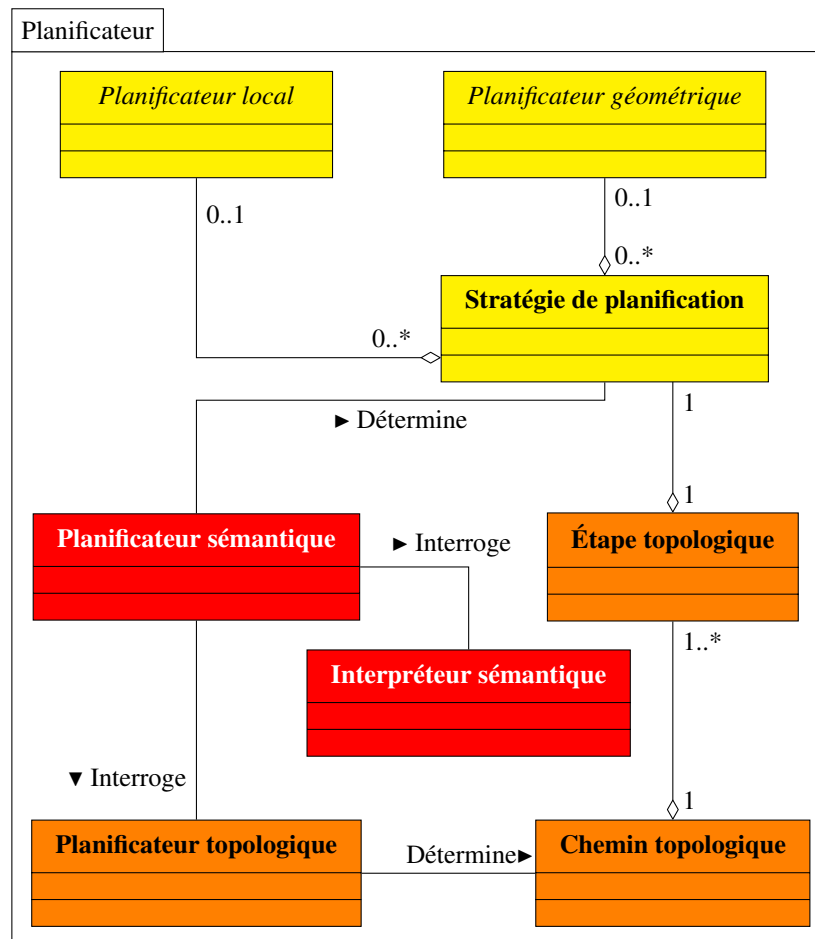 Planificateur
Planificateur local
Planificateur géométrique
0..1
0..1
0..*
Stratégie de planification
0..*
► Détermine
1
1
Planificateur sémantique
► Interroge
Étape topologique
1..*
Interpréteur sémantique
▼ Interroge
1
Planificateur topologique
Détermine►
Chemin topologique